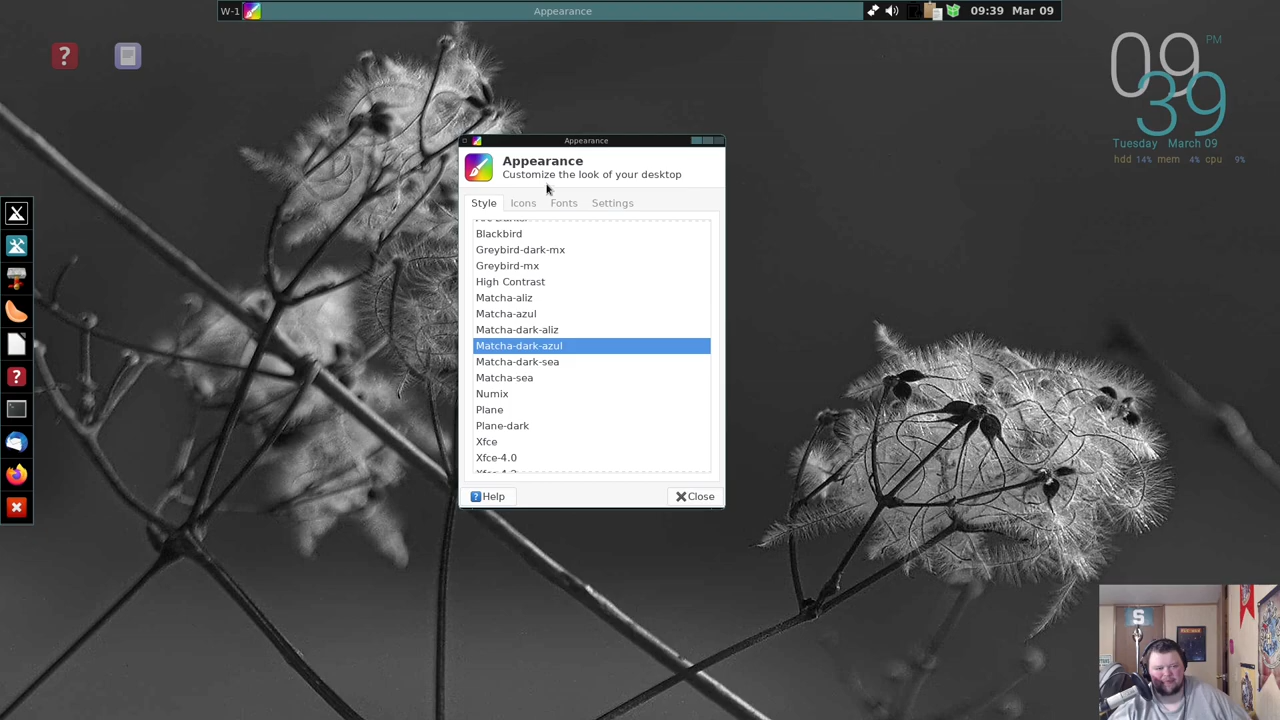 W-1
Appearance
09:39 Mar 09
09
PM
39
Tuesday March 09
hdd 14% mem 4% cpu 9%
Appearance
Appearance
Customize the look of your desktop
Style Icons Fonts Settings
Blackbird
Greybird-dark-mx
Greybird-mx
High Contrast
Matcha-aliz
Matcha-azul
Matcha-dark-aliz
Matcha-dark-azul
Matcha-dark-sea
Matcha-sea
Numix
Plane
Plane-dark
Xfce
Xfce-4.0
? Help
Close
?
?
S